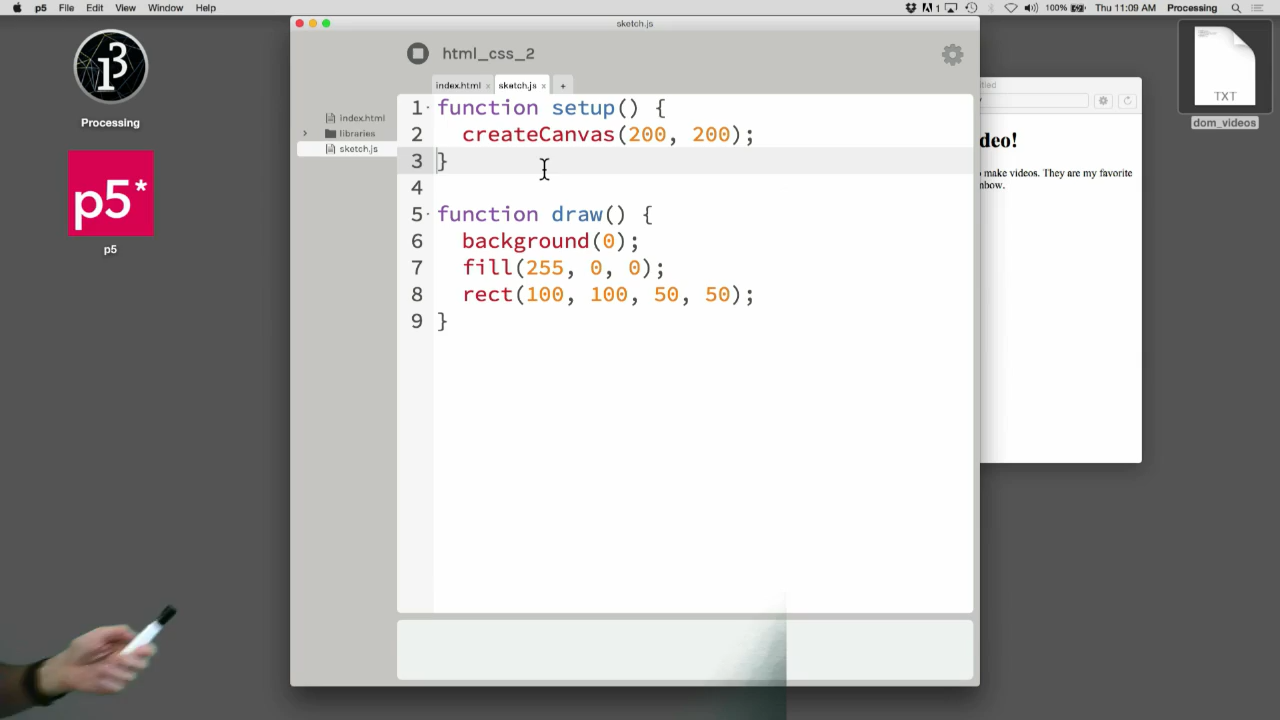 p5 File Edit View Window Help
1 100% Thu 11:09 AM Processing
sketch.js
html_css_2
index.html × sketch.js × +
index.html
libraries
sketch.js
1 function setup() {
2 createCanvas(200, 200);
3 }
4
5 function draw() {
6 background(0);
7 fill(255, 0, 0);
8 rect(100, 100, 50, 50);
9 }
Processing
p5*
p5
deo!
make videos. They are my favorite
nbow.
TXT
dom_videos